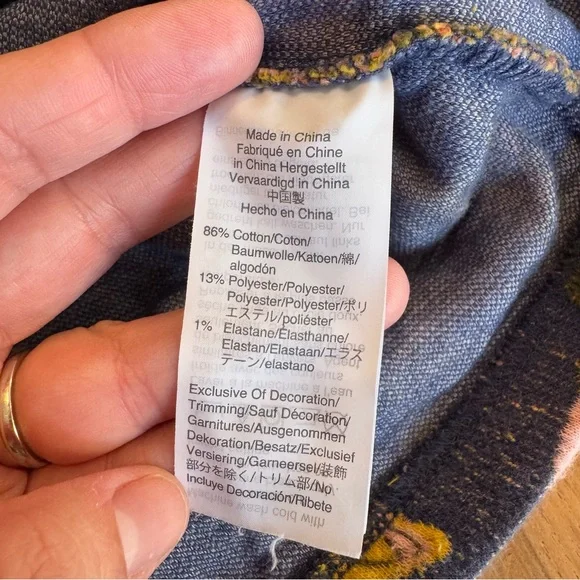 Made in China
Fabriqué en Chine
in China Hergestellt
Vervaardigd in China
中国製
Hecho en China
86% Cotton/Coton/
Baumwolle/Katoen/綿/
algodón
13% Polyester/Polyester/
Polyester/Polyester/ポリ
エステル/poliéster
1% Elastane/Élasthanne/
Elastan/Elastaan/エラス
テーン/elastano
Exclusive Of Decoration/
Trimming/Sauf Décoration/
Garnitures/Ausgenommen
Dekoration/Besatz/Exclusief
Versiering/Garneersel/装飾
部分を除く/トリム部/No
Incluye Decoración/Ribete
Machine wash cold with